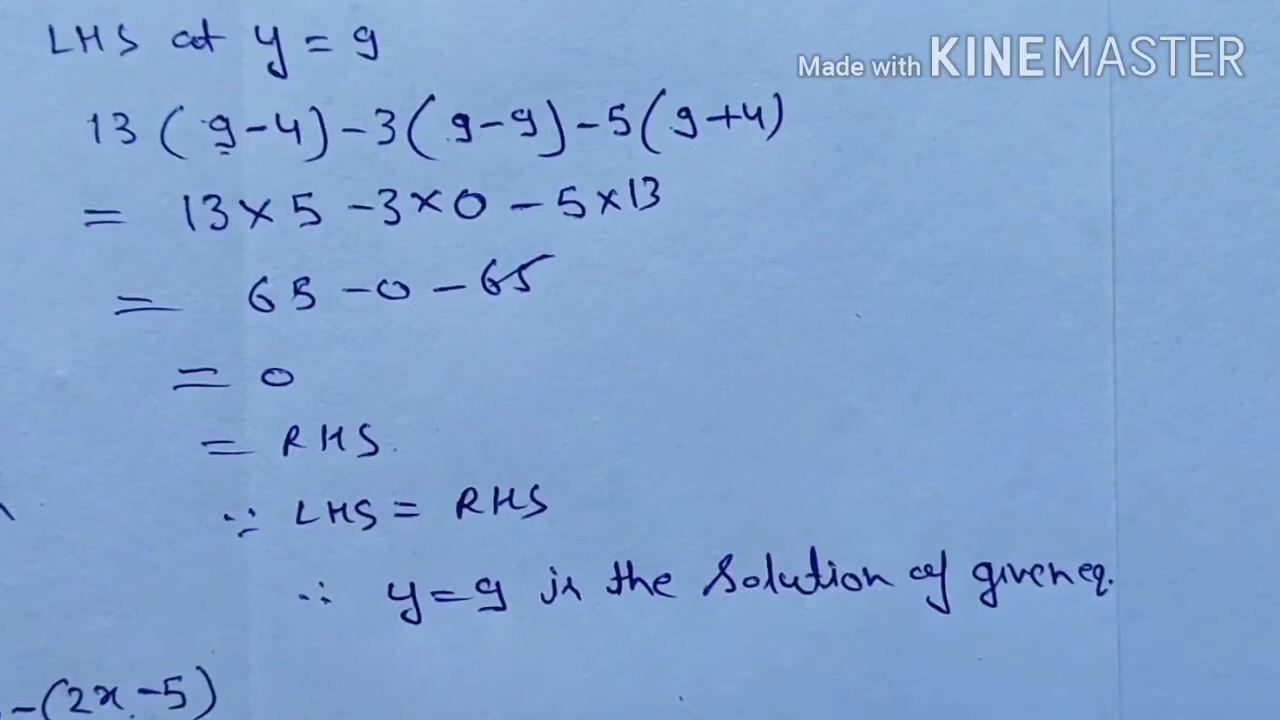 LHS at y = 9
Made with KINEMASTER
13 ( 9 - 4 ) - 3 ( 9 - 9 ) - 5 ( 9 + 4 )
= 13 × 5 - 3 × 0 - 5 × 13
= 65 - 0 - 65
= 0
= RHS.
∵ LHS = RHS
∴ y = 9 is the solution of given eq.
- (2x - 5)